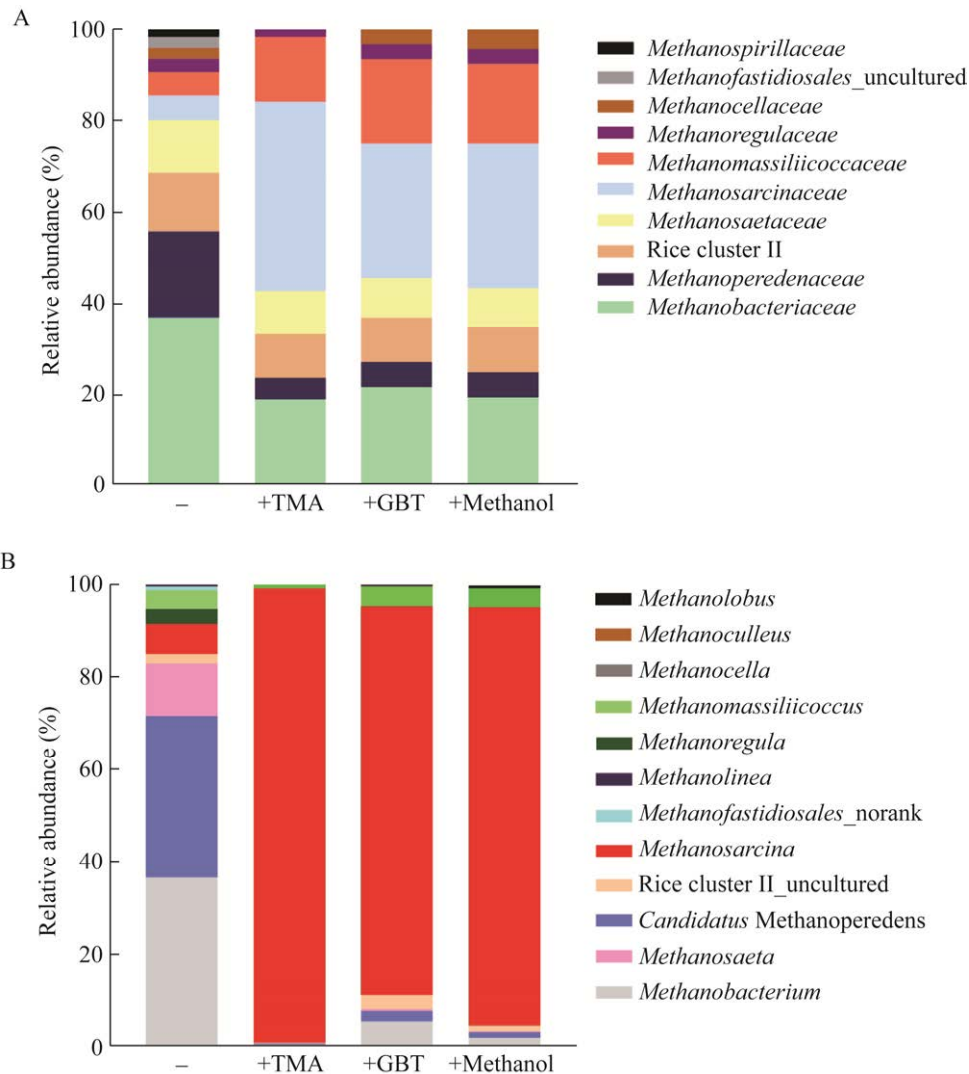 A
Relative abundance (%)
100
80
60
40
20
0
–
+TMA
+GBT
+Methanol
Methanospirillaceae
Methanofastidiosales_uncultured
Methanocellaceae
Methanoregulaceae
Methanomassiliicoccaceae
Methanosarcinaceae
Methanosaetaceae
Rice cluster II
Methanoperedenaceae
Methanobacteriaceae
B
Relative abundance (%)
100
80
60
40
20
0
–
+TMA
+GBT
+Methanol
Methanolobus
Methanoculleus
Methanocella
Methanomassiliicoccus
Methanoregula
Methanolinea
Methanofastidiosales_norank
Methanosarcina
Rice cluster II_uncultured
Candidatus Methanoperedens
Methanosaeta
Methanobacterium